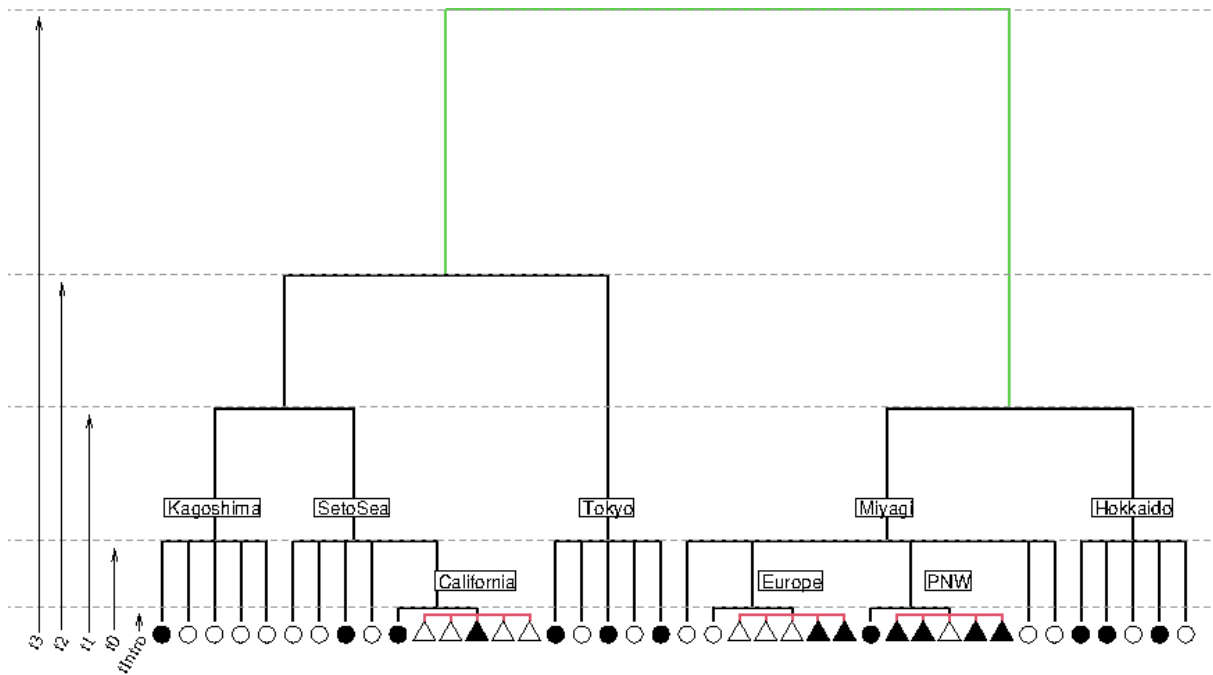 Kagoshima
SetoSea
Tokyo
Miyagi
Hokkaido
California
Europe
PNW
t3
t2
t1
t0
tIntro